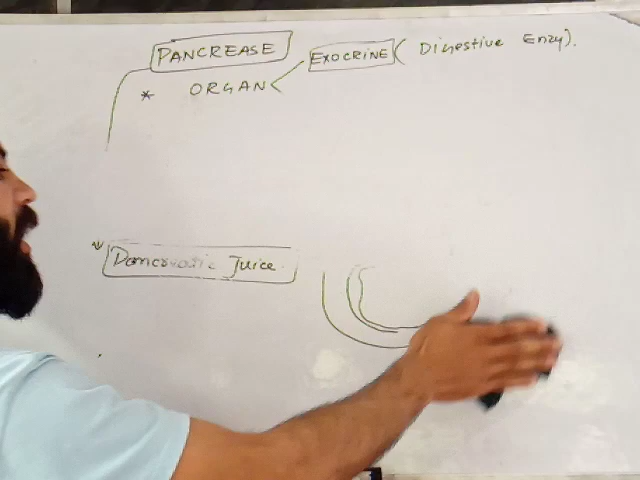 PANCREASE
EXOCRINE ( Digestive Enzy).
* ORGAN <
Pancreatic Juice.